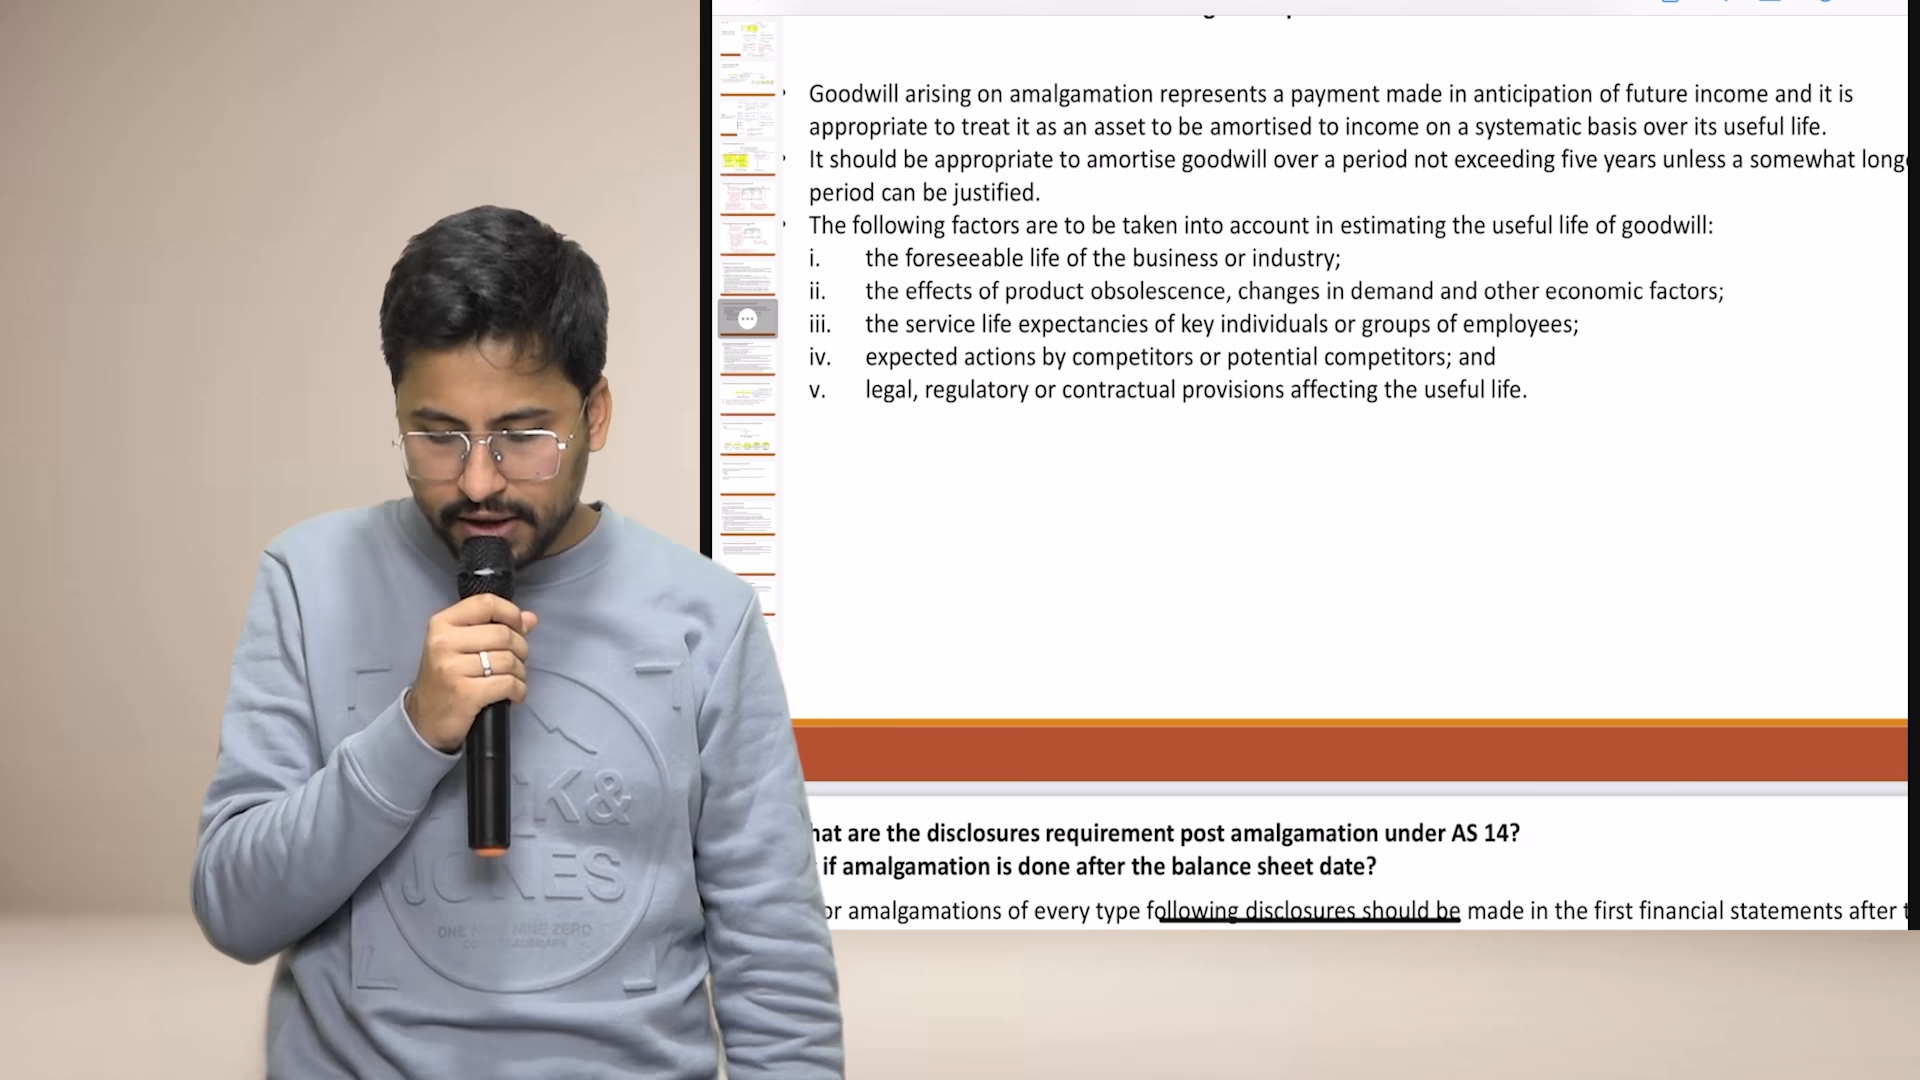 Goodwill arising on amalgamation represents a payment made in anticipation of future income and it is
appropriate to treat it as an asset to be amortised to income on a systematic basis over its useful life.
It should be appropriate to amortise goodwill over a period not exceeding five years unless a somewhat
period can be justified.
The following factors are to be taken into account in estimating the useful life of goodwill:
i. the foreseeable life of the business or industry;
ii. the effects of product obsolescence, changes in demand and other economic factors;
iii. the service life expectancies of key individuals or groups of employees;
iv. expected actions by competitors or potential competitors; and
v. legal, regulatory or contractual provisions affecting the useful life.
are the disclosures requirement post amalgamation under AS 14?
if amalgamation is done after the balance sheet date?
amalgamations of every type following disclosures should be made in the first financial statements after
JONES
ONE NINE NINE ZERO